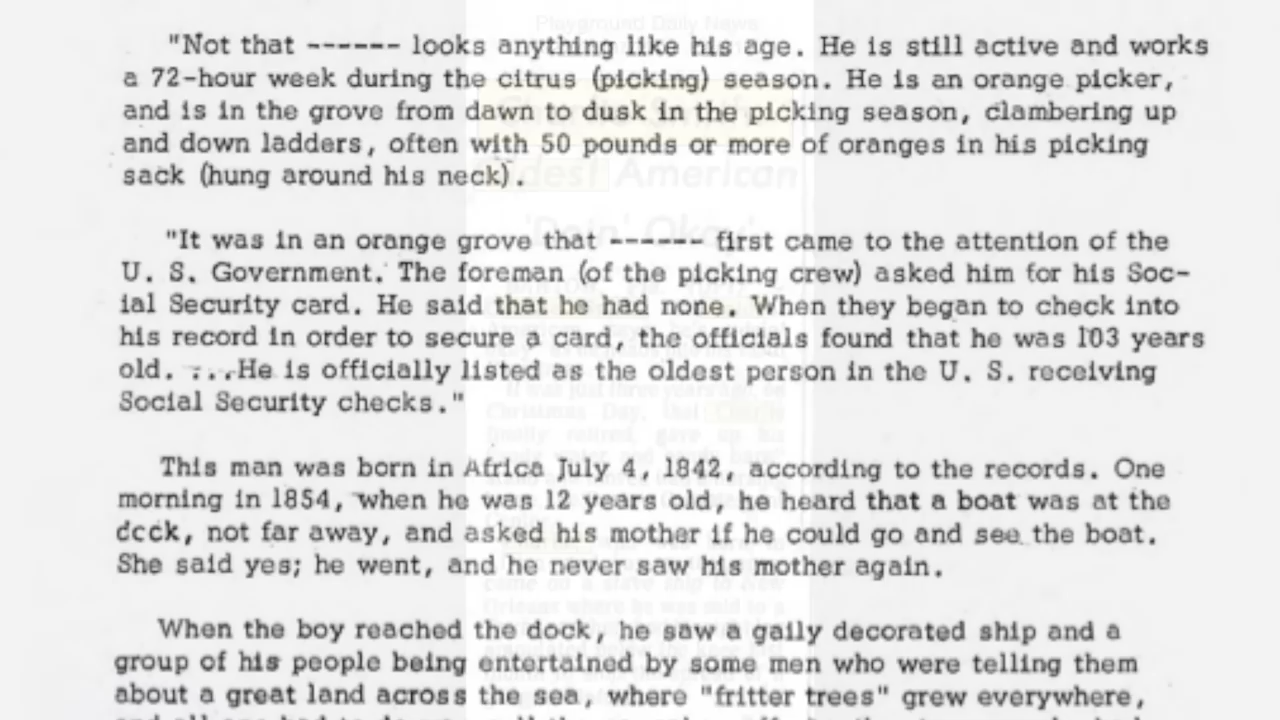 Playground Daily News
"Not that ------ looks anything like his age. He is still active and works
a 72-hour week during the citrus (picking) season. He is an orange picker,
and is in the grove from dawn to dusk in the picking season, clambering up
and down ladders, often with 50 pounds or more of oranges in his picking
sack (hung around his neck).
Oldest American
'Doin' Okay'
"It was in an orange grove that ------ first came to the attention of the
U. S. Government. The foreman (of the picking crew) asked him for his Soc-
ial Security card. He said that he had none. When they began to check into
his record in order to secure a card, the officials found that he was 103 years
old. ....He is officially listed as the oldest person in the U. S. receiving
Social Security checks."
This man was born in Africa July 4, 1842, according to the records. One
morning in 1854, when he was 12 years old, he heard that a boat was at the
dcck, not far away, and asked his mother if he could go and see the boat.
She said yes; he went, and he never saw his mother again.
When the boy reached the dock, he saw a gaily decorated ship and a
group of his people being entertained by some men who were telling them
about a great land across the sea, where "fritter trees" grew everywhere,